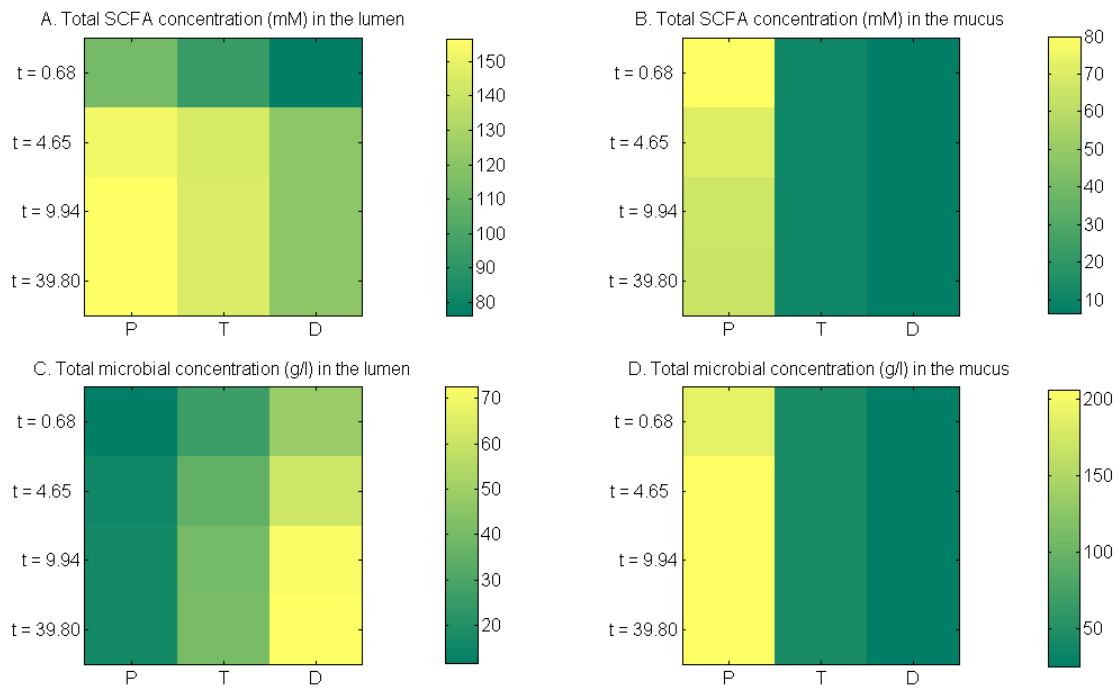 A. Total SCFA concentration (mM) in the lumen
t = 0.68
t = 4.65
t = 9.94
t = 39.80
P T D
150
140
130
120
110
100
90
80
B. Total SCFA concentration (mM) in the mucus
t = 0.68
t = 4.65
t = 9.94
t = 39.80
P T D
80
70
60
50
40
30
20
10
C. Total microbial concentration (g/l) in the lumen
t = 0.68
t = 4.65
t = 9.94
t = 39.80
P T D
70
60
50
40
30
20
D. Total microbial concentration (g/l) in the mucus
t = 0.68
t = 4.65
t = 9.94
t = 39.80
P T D
200
150
100
50